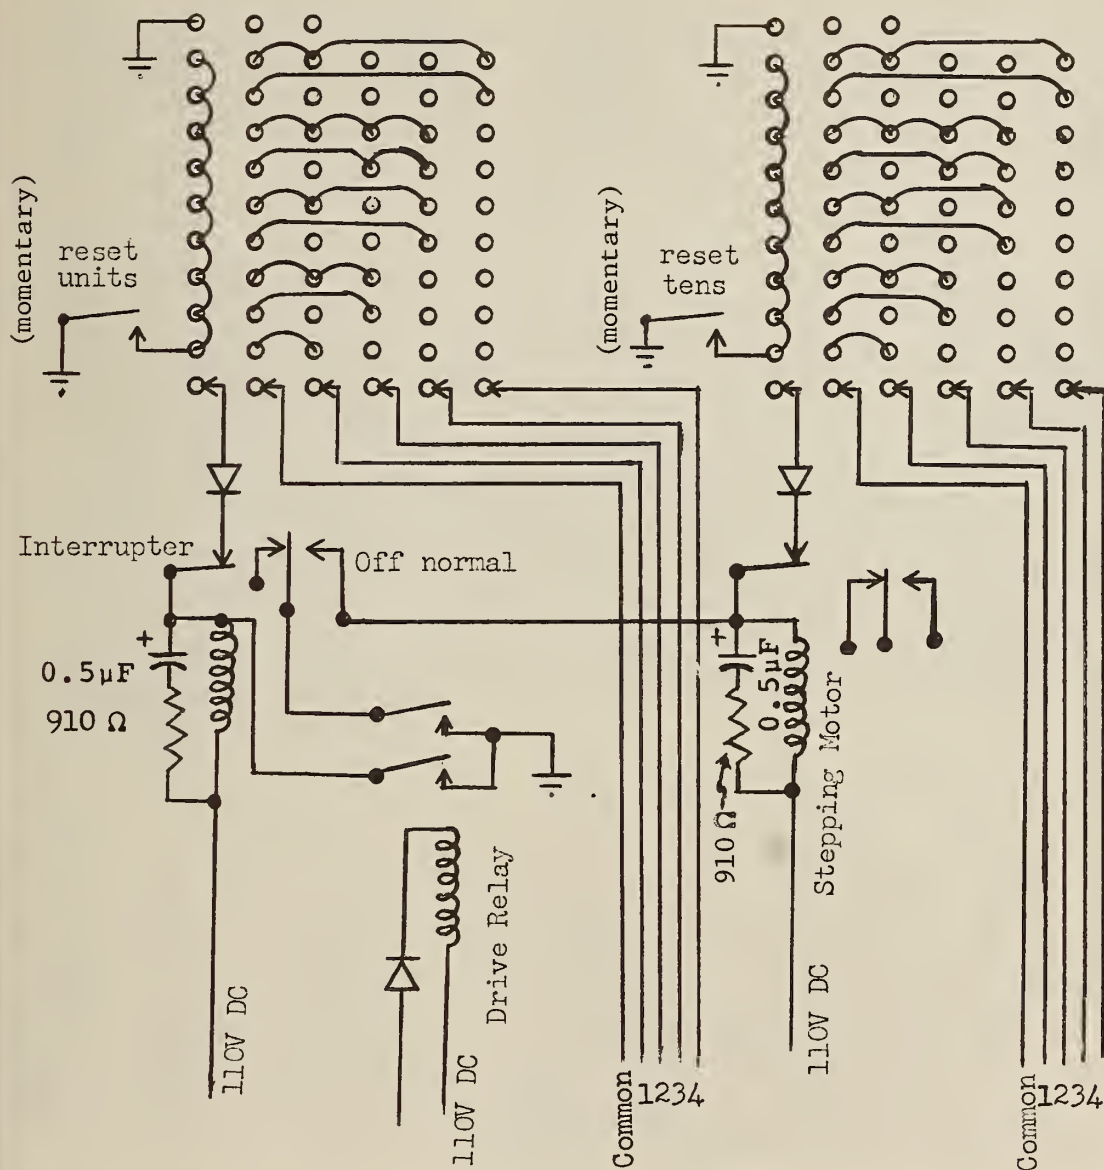 (momentary)
reset
units
(momentary)
reset
tens
Interrupter
Off normal
+
0.5µF
910 Ω
+
0.5µF
910 Ω
Stepping Motor
Drive Relay
110V DC
110V DC
110V DC
Common
1234
Common
1234